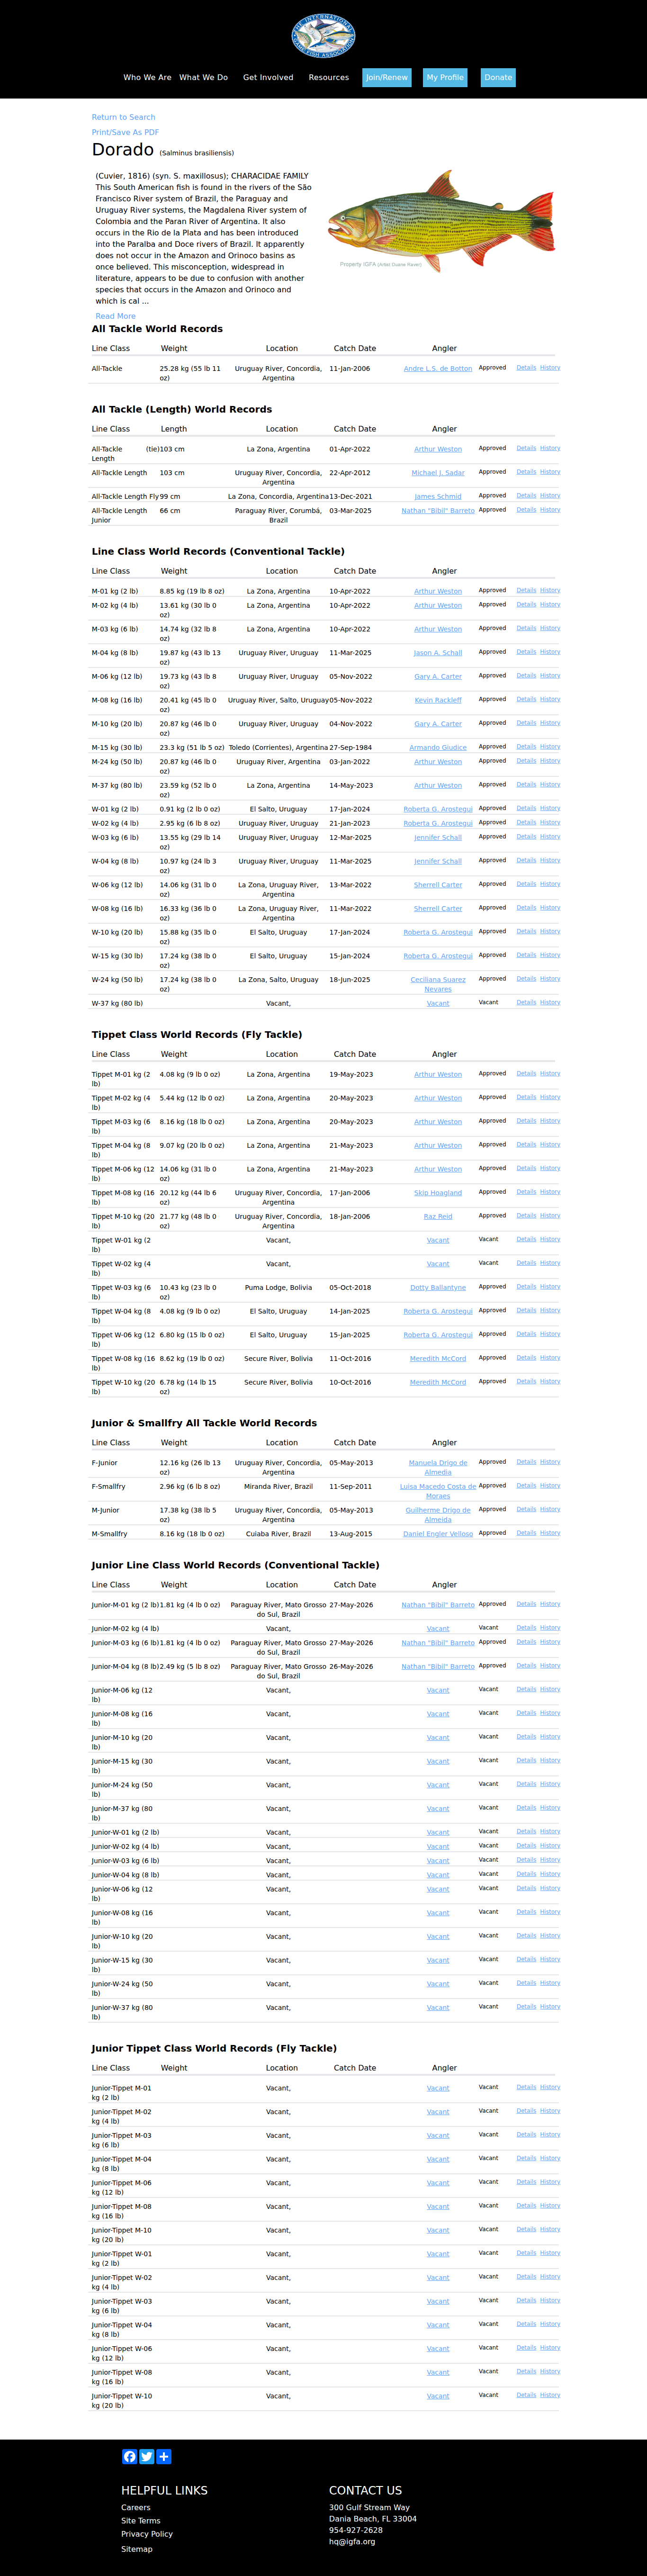 THE INTERNATIONAL
GAME FISH ASSOCIATION
Who We Are What We Do Get Involved Resources Join/Renew My Profile Donate
Return to Search
Print/Save As PDF
Dorado (Salminus brasiliensis)
(Cuvier, 1816) (syn. S. maxillosus); CHARACIDAE FAMILY
This South American fish is found in the rivers of the São
Francisco River system of Brazil, the Paraguay and
Uruguay River systems, the Magdalena River system of
Colombia and the Paran River of Argentina. It also
occurs in the Rio de la Plata and has been introduced
into the Paralba and Doce rivers of Brazil. It apparently
does not occur in the Amazon and Orinoco basins as
once believed. This misconception, widespread in
literature, appears to be due to confusion with another
species that occurs in the Amazon and Orinoco and
which is cal ...
Property IGFA (Artist Duane Raver)
Read More
All Tackle World Records
Line Class Weight Location Catch Date Angler
All-Tackle 25.28 kg (55 lb 11 oz) Uruguay River, Concordia, Argentina 11-Jan-2006 Andre L.S. de Botton Approved Details History
All Tackle (Length) World Records
Line Class Length Location Catch Date Angler
All-Tackle Length (tie) 103 cm La Zona, Argentina 01-Apr-2022 Arthur Weston Approved Details History
All-Tackle Length 103 cm Uruguay River, Concordia, Argentina 22-Apr-2012 Michael J. Sadar Approved Details History
All-Tackle Length Fly 99 cm La Zona, Concordia, Argentina 13-Dec-2021 James Schmid Approved Details History
All-Tackle Length Junior 66 cm Paraguay River, Corumbá, Brazil 03-Mar-2025 Nathan "Bibil" Barreto Approved Details History
Line Class World Records (Conventional Tackle)
Line Class Weight Location Catch Date Angler
M-01 kg (2 lb) 8.85 kg (19 lb 8 oz) La Zona, Argentina 10-Apr-2022 Arthur Weston Approved Details History
M-02 kg (4 lb) 13.61 kg (30 lb 0 oz) La Zona, Argentina 10-Apr-2022 Arthur Weston Approved Details History
M-03 kg (6 lb) 14.74 kg (32 lb 8 oz) La Zona, Argentina 10-Apr-2022 Arthur Weston Approved Details History
M-04 kg (8 lb) 19.87 kg (43 lb 13 oz) Uruguay River, Uruguay 11-Mar-2025 Jason A. Schall Approved Details History
M-06 kg (12 lb) 19.73 kg (43 lb 8 oz) Uruguay River, Uruguay 05-Nov-2022 Gary A. Carter Approved Details History
M-08 kg (16 lb) 20.41 kg (45 lb 0 oz) Uruguay River, Salto, Uruguay 05-Nov-2022 Kevin Rackleff Approved Details History
M-10 kg (20 lb) 20.87 kg (46 lb 0 oz) Uruguay River, Uruguay 04-Nov-2022 Gary A. Carter Approved Details History
M-15 kg (30 lb) 23.3 kg (51 lb 5 oz) Toledo (Corrientes), Argentina 27-Sep-1984 Armando Giudice Approved Details History
M-24 kg (50 lb) 20.87 kg (46 lb 0 oz) Uruguay River, Argentina 03-Jan-2022 Arthur Weston Approved Details History
M-37 kg (80 lb) 23.59 kg (52 lb 0 oz) La Zona, Argentina 14-May-2023 Arthur Weston Approved Details History
W-01 kg (2 lb) 0.91 kg (2 lb 0 oz) El Salto, Uruguay 17-Jan-2024 Roberta G. Arostegui Approved Details History
W-02 kg (4 lb) 2.95 kg (6 lb 8 oz) Uruguay River, Uruguay 21-Jan-2023 Roberta G. Arostegui Approved Details History
W-03 kg (6 lb) 13.55 kg (29 lb 14 oz) Uruguay River, Uruguay 12-Mar-2025 Jennifer Schall Approved Details History
W-04 kg (8 lb) 10.97 kg (24 lb 3 oz) Uruguay River, Uruguay 11-Mar-2025 Jennifer Schall Approved Details History
W-06 kg (12 lb) 14.06 kg (31 lb 0 oz) La Zona, Uruguay River, Argentina 13-Mar-2022 Sherrell Carter Approved Details History
W-08 kg (16 lb) 16.33 kg (36 lb 0 oz) La Zona, Uruguay River, Argentina 11-Mar-2022 Sherrell Carter Approved Details History
W-10 kg (20 lb) 15.88 kg (35 lb 0 oz) El Salto, Uruguay 17-Jan-2024 Roberta G. Arostegui Approved Details History
W-15 kg (30 lb) 17.24 kg (38 lb 0 oz) El Salto, Uruguay 15-Jan-2024 Roberta G. Arostegui Approved Details History
W-24 kg (50 lb) 17.24 kg (38 lb 0 oz) La Zona, Salto, Uruguay 18-Jun-2025 Ceciliana Suarez Nevares Approved Details History
W-37 kg (80 lb) Vacant, Vacant Vacant Details History
Tippet Class World Records (Fly Tackle)
Line Class Weight Location Catch Date Angler
Tippet M-01 kg (2 lb) 4.08 kg (9 lb 0 oz) La Zona, Argentina 19-May-2023 Arthur Weston Approved Details History
Tippet M-02 kg (4 lb) 5.44 kg (12 lb 0 oz) La Zona, Argentina 20-May-2023 Arthur Weston Approved Details History
Tippet M-03 kg (6 lb) 8.16 kg (18 lb 0 oz) La Zona, Argentina 20-May-2023 Arthur Weston Approved Details History
Tippet M-04 kg (8 lb) 9.07 kg (20 lb 0 oz) La Zona, Argentina 21-May-2023 Arthur Weston Approved Details History
Tippet M-06 kg (12 lb) 14.06 kg (31 lb 0 oz) La Zona, Argentina 21-May-2023 Arthur Weston Approved Details History
Tippet M-08 kg (16 lb) 20.12 kg (44 lb 6 oz) Uruguay River, Concordia, Argentina 17-Jan-2006 Skip Hoagland Approved Details History
Tippet M-10 kg (20 lb) 21.77 kg (48 lb 0 oz) Uruguay River, Concordia, Argentina 18-Jan-2006 Raz Reid Approved Details History
Tippet W-01 kg (2 lb) Vacant, Vacant Vacant Details History
Tippet W-02 kg (4 lb) Vacant, Vacant Vacant Details History
Tippet W-03 kg (6 lb) 10.43 kg (23 lb 0 oz) Puma Lodge, Bolivia 05-Oct-2018 Dotty Ballantyne Approved Details History
Tippet W-04 kg (8 lb) 4.08 kg (9 lb 0 oz) El Salto, Uruguay 14-Jan-2025 Roberta G. Arostegui Approved Details History
Tippet W-06 kg (12 lb) 6.80 kg (15 lb 0 oz) El Salto, Uruguay 15-Jan-2025 Roberta G. Arostegui Approved Details History
Tippet W-08 kg (16 lb) 8.62 kg (19 lb 0 oz) Secure River, Bolivia 11-Oct-2016 Meredith McCord Approved Details History
Tippet W-10 kg (20 lb) 6.78 kg (14 lb 15 oz) Secure River, Bolivia 10-Oct-2016 Meredith McCord Approved Details History
Junior & Smallfry All Tackle World Records
Line Class Weight Location Catch Date Angler
F-Junior 12.16 kg (26 lb 13 oz) Uruguay River, Concordia, Argentina 05-May-2013 Manuela Drigo de Almedia Approved Details History
F-Smallfry 2.96 kg (6 lb 8 oz) Miranda River, Brazil 11-Sep-2011 Luisa Macedo Costa de Moraes Approved Details History
M-Junior 17.38 kg (38 lb 5 oz) Uruguay River, Concordia, Argentina 05-May-2013 Guilherme Drigo de Almeida Approved Details History
M-Smallfry 8.16 kg (18 lb 0 oz) Cuiaba River, Brazil 13-Aug-2015 Daniel Engler Velloso Approved Details History
Junior Line Class World Records (Conventional Tackle)
Line Class Weight Location Catch Date Angler
Junior-M-01 kg (2 lb) 1.81 kg (4 lb 0 oz) Paraguay River, Mato Grosso do Sul, Brazil 27-May-2026 Nathan "Bibil" Barreto Approved Details History
Junior-M-02 kg (4 lb) Vacant, Vacant Vacant Details History
Junior-M-03 kg (6 lb) 1.81 kg (4 lb 0 oz) Paraguay River, Mato Grosso do Sul, Brazil 27-May-2026 Nathan "Bibil" Barreto Approved Details History
Junior-M-04 kg (8 lb) 2.49 kg (5 lb 8 oz) Paraguay River, Mato Grosso do Sul, Brazil 26-May-2026 Nathan "Bibil" Barreto Approved Details History
Junior-M-06 kg (12 lb) Vacant, Vacant Vacant Details History
Junior-M-08 kg (16 lb) Vacant, Vacant Vacant Details History
Junior-M-10 kg (20 lb) Vacant, Vacant Vacant Details History
Junior-M-15 kg (30 lb) Vacant, Vacant Vacant Details History
Junior-M-24 kg (50 lb) Vacant, Vacant Vacant Details History
Junior-M-37 kg (80 lb) Vacant, Vacant Vacant Details History
Junior-W-01 kg (2 lb) Vacant, Vacant Vacant Details History
Junior-W-02 kg (4 lb) Vacant, Vacant Vacant Details History
Junior-W-03 kg (6 lb) Vacant, Vacant Vacant Details History
Junior-W-04 kg (8 lb) Vacant, Vacant Vacant Details History
Junior-W-06 kg (12 lb) Vacant, Vacant Vacant Details History
Junior-W-08 kg (16 lb) Vacant, Vacant Vacant Details History
Junior-W-10 kg (20 lb) Vacant, Vacant Vacant Details History
Junior-W-15 kg (30 lb) Vacant, Vacant Vacant Details History
Junior-W-24 kg (50 lb) Vacant, Vacant Vacant Details History
Junior-W-37 kg (80 lb) Vacant, Vacant Vacant Details History
Junior Tippet Class World Records (Fly Tackle)
Line Class Weight Location Catch Date Angler
Junior-Tippet M-01 kg (2 lb) Vacant, Vacant Vacant Details History
Junior-Tippet M-02 kg (4 lb) Vacant, Vacant Vacant Details History
Junior-Tippet M-03 kg (6 lb) Vacant, Vacant Vacant Details History
Junior-Tippet M-04 kg (8 lb) Vacant, Vacant Vacant Details History
Junior-Tippet M-06 kg (12 lb) Vacant, Vacant Vacant Details History
Junior-Tippet M-08 kg (16 lb) Vacant, Vacant Vacant Details History
Junior-Tippet M-10 kg (20 lb) Vacant, Vacant Vacant Details History
Junior-Tippet W-01 kg (2 lb) Vacant, Vacant Vacant Details History
Junior-Tippet W-02 kg (4 lb) Vacant, Vacant Vacant Details History
Junior-Tippet W-03 kg (6 lb) Vacant, Vacant Vacant Details History
Junior-Tippet W-04 kg (8 lb) Vacant, Vacant Vacant Details History
Junior-Tippet W-06 kg (12 lb) Vacant, Vacant Vacant Details History
Junior-Tippet W-08 kg (16 lb) Vacant, Vacant Vacant Details History
Junior-Tippet W-10 kg (20 lb) Vacant, Vacant Vacant Details History
HELPFUL LINKS
Careers
Site Terms
Privacy Policy
Sitemap
CONTACT US
300 Gulf Stream Way
Dania Beach, FL 33004
954-927-2628
hq@igfa.org